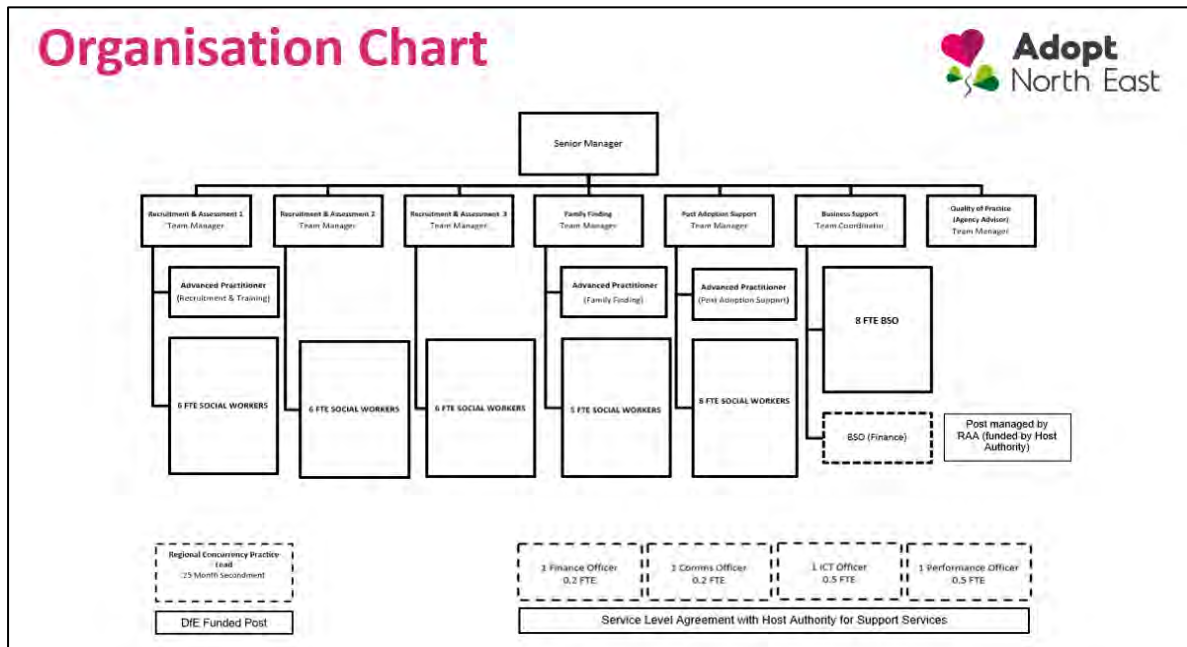 Organisation Chart
Adopt
North East
Senior Manager
Recruitment & Assessment 1
Team Manager
Recruitment & Assessment 2
Team Manager
Recruitment & Assessment 3
Team Manager
Family Finding
Team Manager
Post Adoption Support
Team Manager
Business Support
Team Coordinator
Quality of Practice
(Agency Advisor)
Team Manager
Advanced Practitioner
(Recruitment & Training)
Advanced Practitioner
(Family Finding)
Advanced Practitioner
(Post Adoption Support)
8 FTE BSO
6 FTE SOCIAL WORKERS
6 FTE SOCIAL WORKERS
6 FTE SOCIAL WORKERS
5 FTE SOCIAL WORKERS
FTE SOCIAL WORKERS
BSO (Finance)
Post managed by
RAA (funded by Host
Authority)
Regional Concurrency Practice
Lead
Month Secondment
DfE Funded Post
1 Finance Officer
0.2 FTE
1 Comms Officer
0.2 FTE
1 ICT Officer
0.5 FTE
1 Performance Officer
0.5 FTE
Service Level Agreement with Host Authority for Support Services